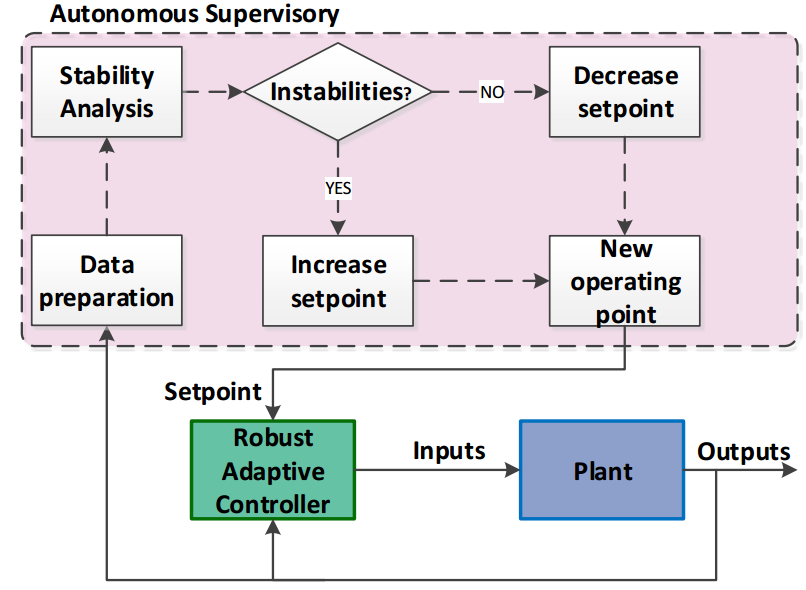 Autonomous Supervisory
Stability
Analysis
Instabilities?
NO
Decrease
setpoint
YES
Data
preparation
Increase
setpoint
New
operating
point
Setpoint
Robust
Adaptive
Controller
Inputs
Plant
Outputs